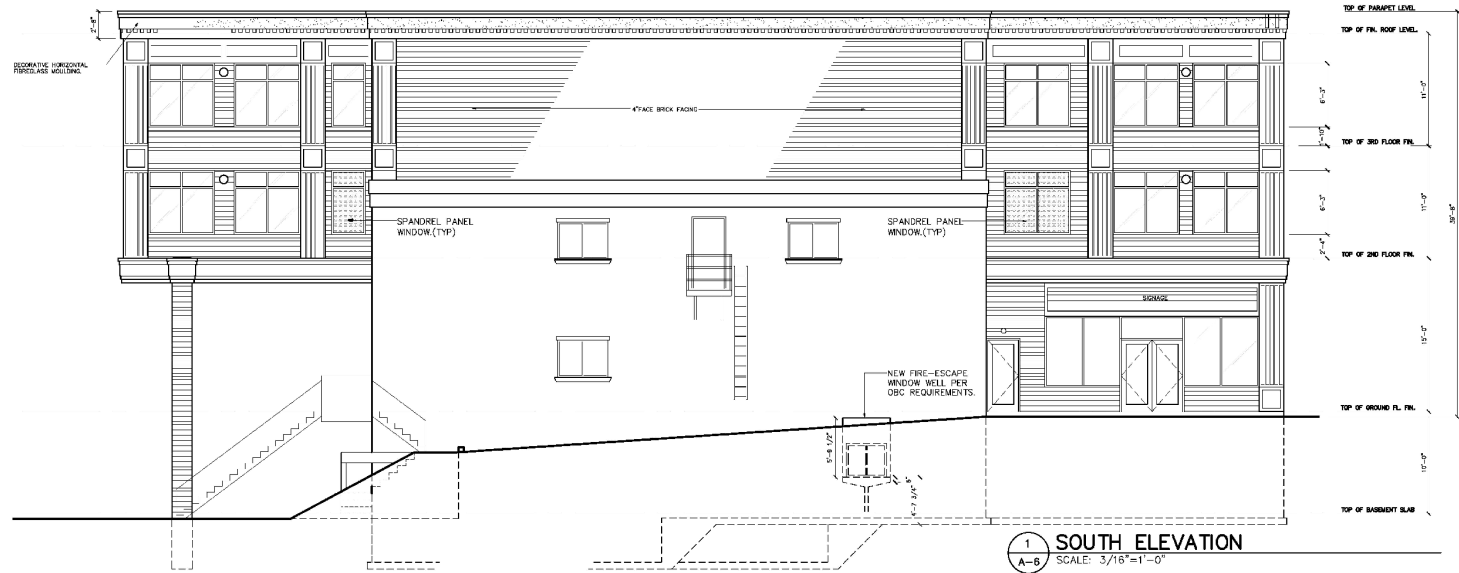 TOP OF PARAPET LEVEL
2'-8"
TOP OF FIN. ROOF LEVEL
DECORATIVE HORIZONTAL
FIBREGLASS MOULDING.
6'-3"
11'-0"
4"FACE BRICK FACING
1'-10"
TOP OF 3RD FLOOR FIN.
6'-3"
11'-0"
39'-8"
SPANDREL PANEL
WINDOW.(TYP)
SPANDREL PANEL
WINDOW.(TYP)
2'-4"
TOP OF 2ND FLOOR FIN.
SIGNAGE
15'-0"
NEW FIRE-ESCAPE
WINDOW WELL PER
OBC REQUIREMENTS.
TOP OF GROUND FL. FIN.
5'-9 1/2"
6"
4'-7 3/4"
10'-0"
TOP OF BASEMENT SLAB
1
A-6
SOUTH ELEVATION
SCALE: 3/16"=1'-0"